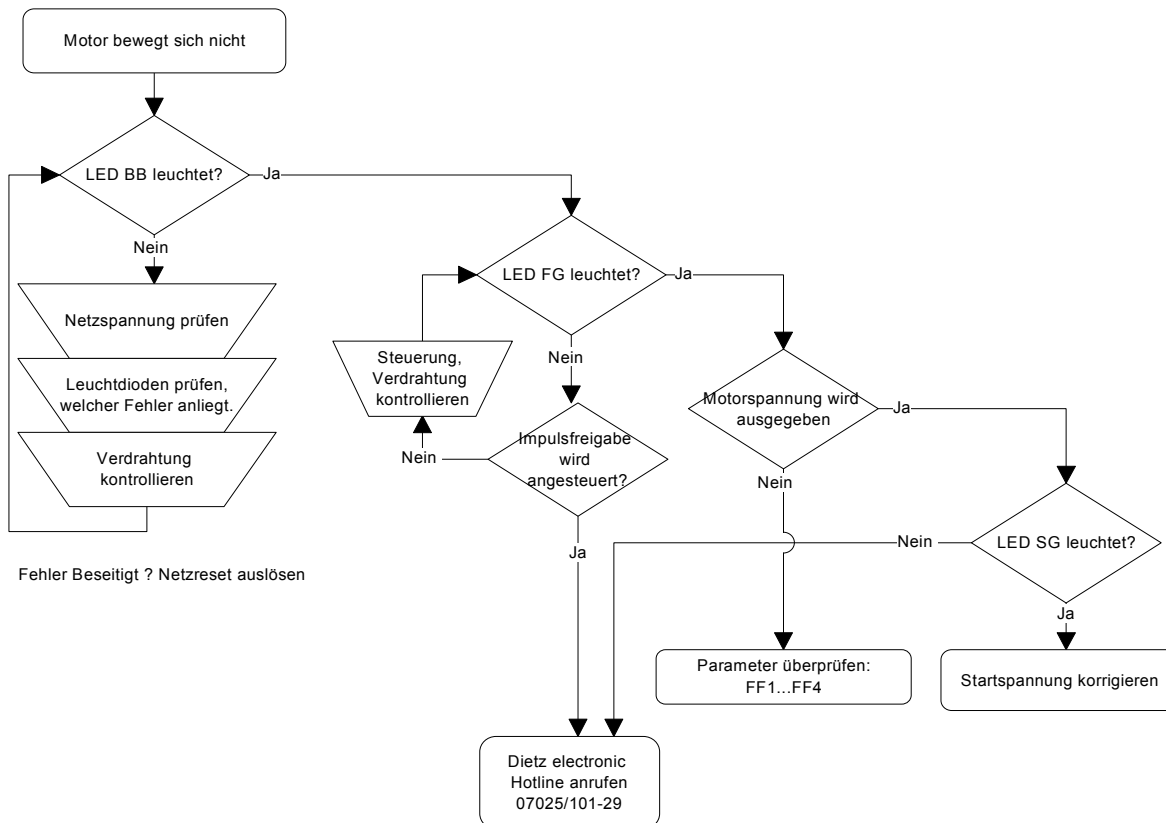 Motor bewegt sich nicht
LED BB leuchtet?
Ja
Nein
Netzspannung prüfen
Leuchtdioden prüfen,
welcher Fehler anliegt.
Verdrahtung
kontrollieren
Fehler Beseitigt ? Netzreset auslösen
LED FG leuchtet?
Ja
Nein
Steuerung,
Verdrahtung
kontrollieren
Impulsfreigabe
wird
angesteuert?
Nein
Ja
Motorspannung wird
ausgegeben
Ja
Nein
LED SG leuchtet?
Nein
Ja
Parameter überprüfen:
FF1...FF4
Startspannung korrigieren
Dietz electronic
Hotline anrufen
07025/101-29